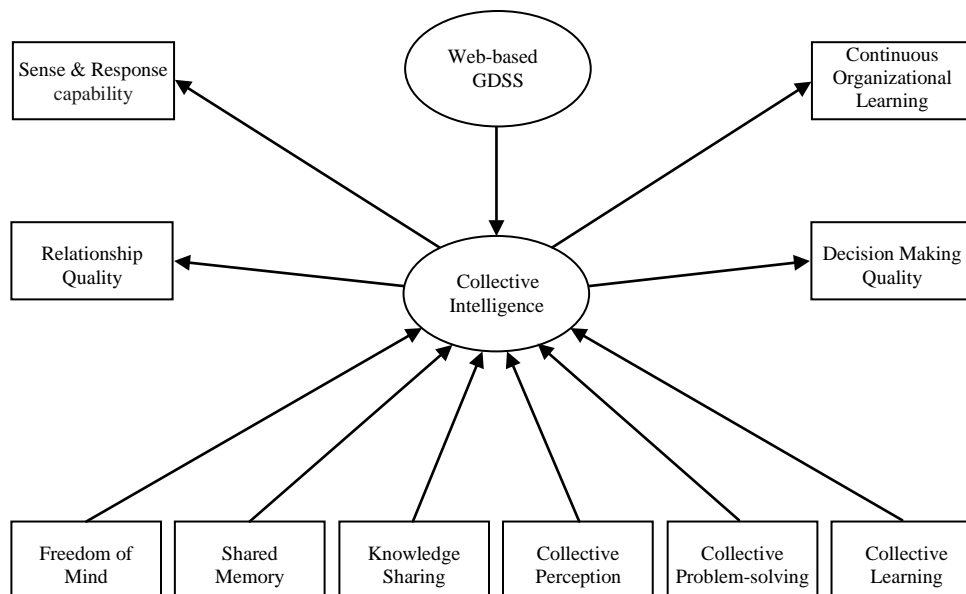 Sense & Response
capability
Web-based
GDSS
Continuous
Organizational
Learning
Relationship
Quality
Collective
Intelligence
Decision Making
Quality
Freedom of
Mind
Shared
Memory
Knowledge
Sharing
Collective
Perception
Collective
Problem-solving
Collective
Learning